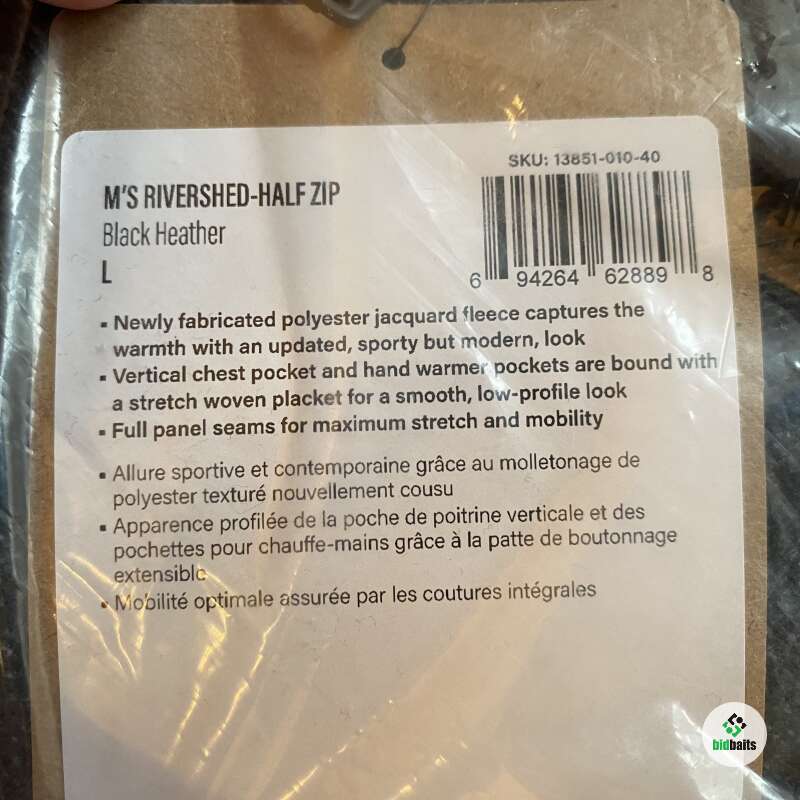 SKU: 13851-010-40
M'S RIVERSHED-HALF ZIP
Black Heather
L
6 94264 62889 8
▪ Newly fabricated polyester jacquard fleece captures the
warmth with an updated, sporty but modern, look
▪ Vertical chest pocket and hand warmer pockets are bound with
a stretch woven placket for a smooth, low-profile look
▪ Full panel seams for maximum stretch and mobility
▪ Allure sportive et contemporaine grâce au molletonage de
polyester texturé nouvellement cousu
▪ Apparence profilée de la poche de poitrine verticale et des
pochettes pour chauffe-mains grâce à la patte de boutonnage
extensible
▪ Mobilité optimale assurée par les coutures intégrales
bidbaits